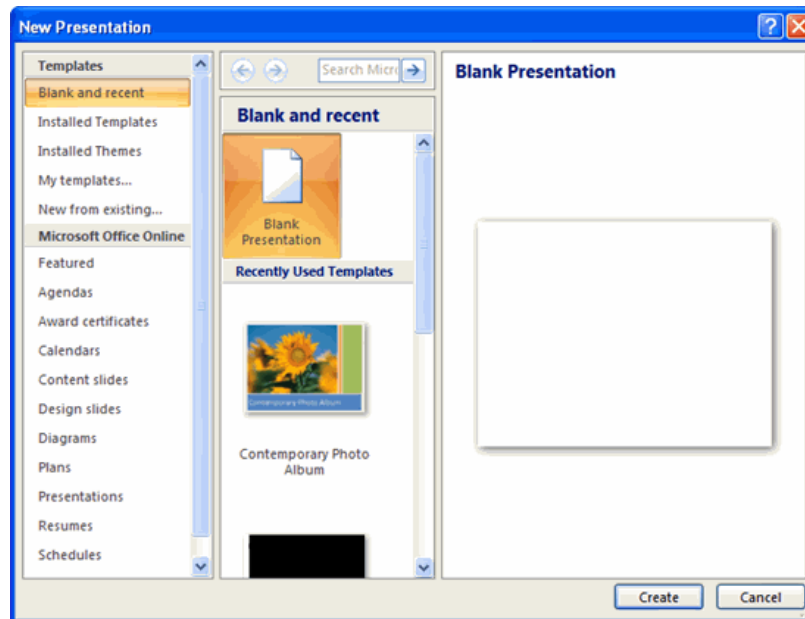 New Presentation
Templates
Blank and recent
Installed Templates
Installed Themes
My templates...
New from existing...
Microsoft Office Online
Featured
Agendas
Award certificates
Calendars
Content slides
Design slides
Diagrams
Plans
Presentations
Resumes
Schedules
Search Micr
Blank and recent
Blank
Presentation
Recently Used Templates
Contemporary Photo Album
Contemporary Photo
Album
Blank Presentation
Create
Cancel